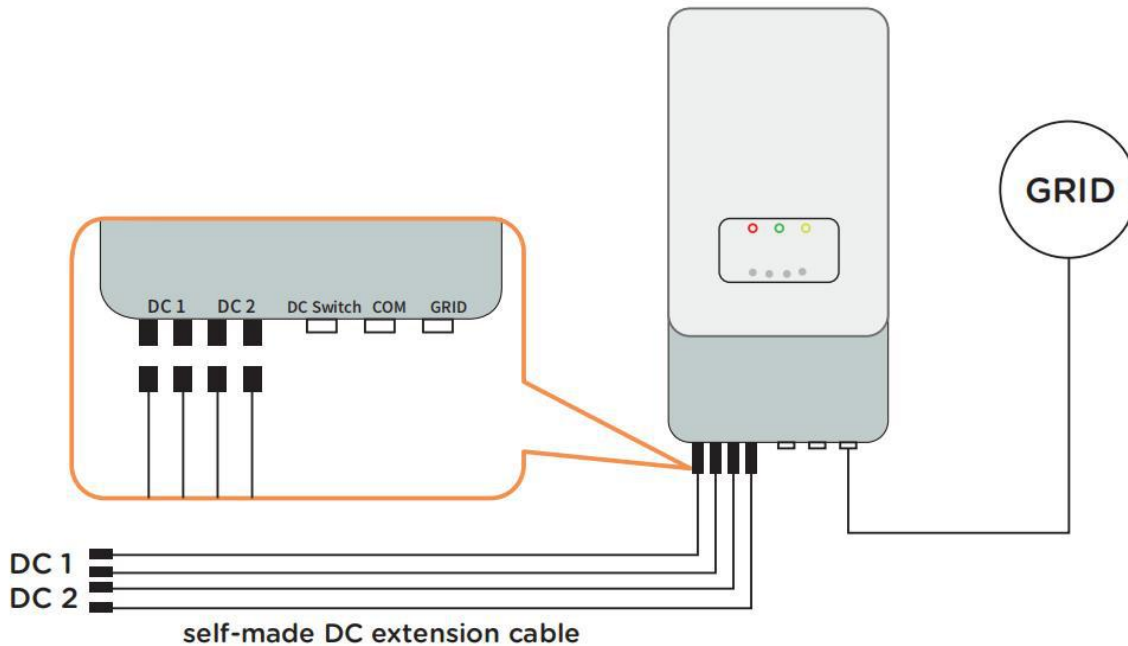 GRID
DC 1 DC 2 DC Switch COM GRID
DC 1
DC 2
self-made DC extension cable